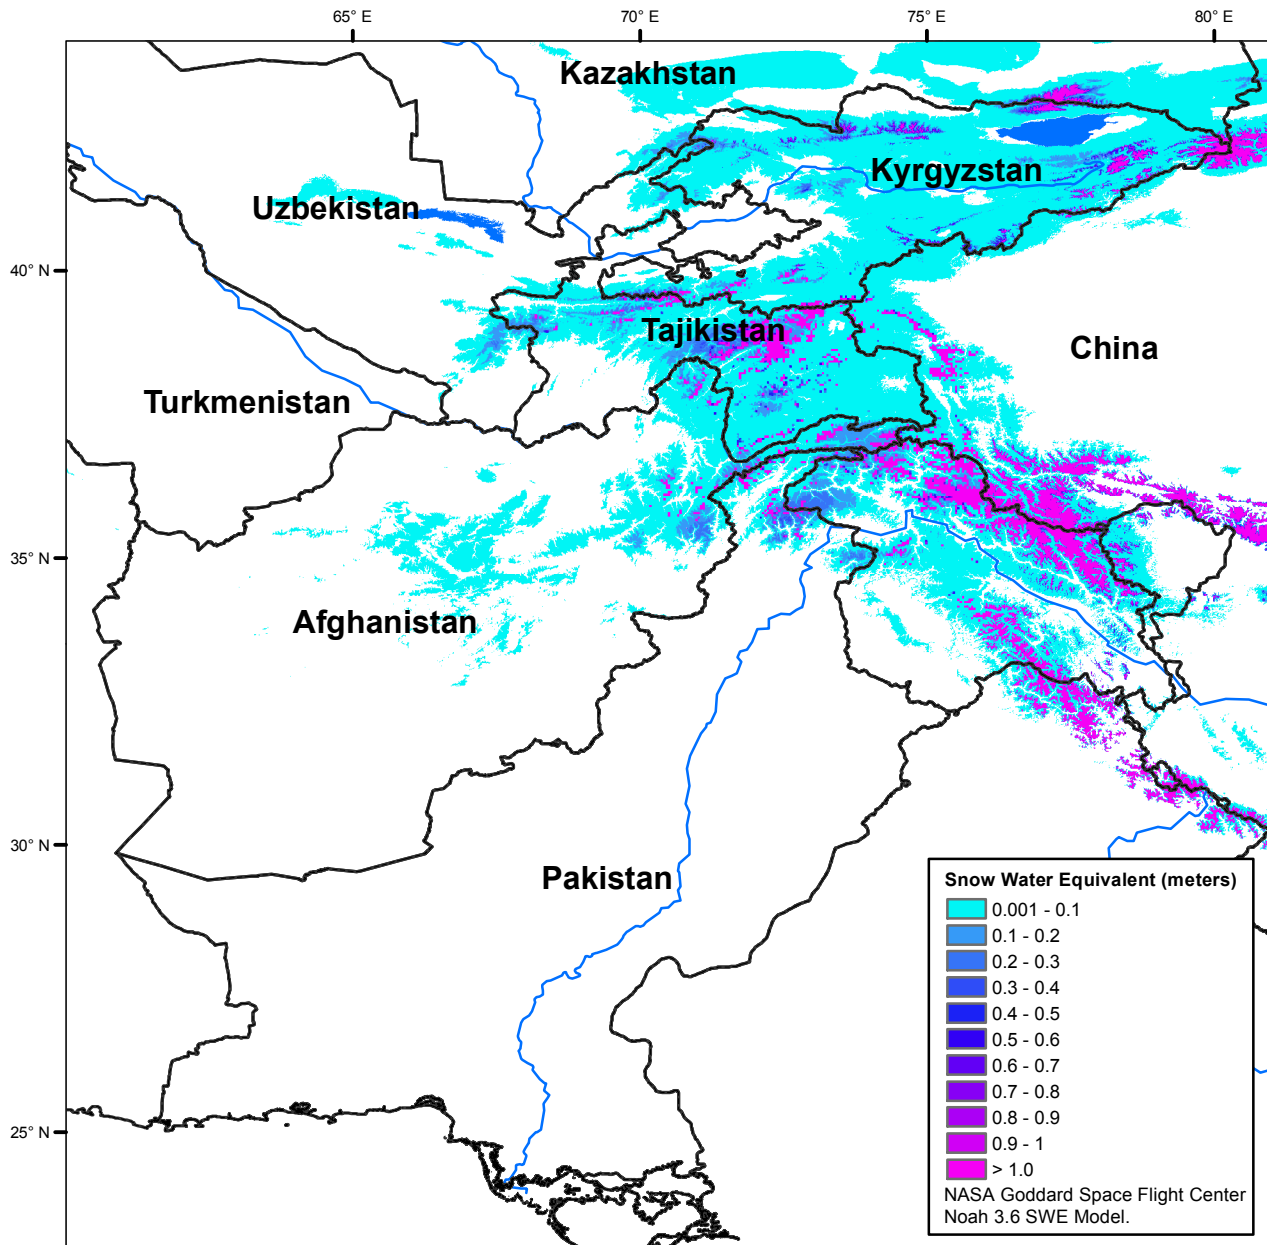 65° E
70° E
75° E
80° E
Kazakhstan
Kyrgyzstan
Uzbekistan
40° N
Tajikistan
China
Turkmenistan
35° N
Afghanistan
30° N
Pakistan
25° N
Snow Water Equivalent (meters)
0.001 - 0.1
0.1 - 0.2
0.2 - 0.3
0.3 - 0.4
0.4 - 0.5
0.5 - 0.6
0.6 - 0.7
0.7 - 0.8
0.8 - 0.9
0.9 - 1
> 1.0
NASA Goddard Space Flight Center
Noah 3.6 SWE Model.